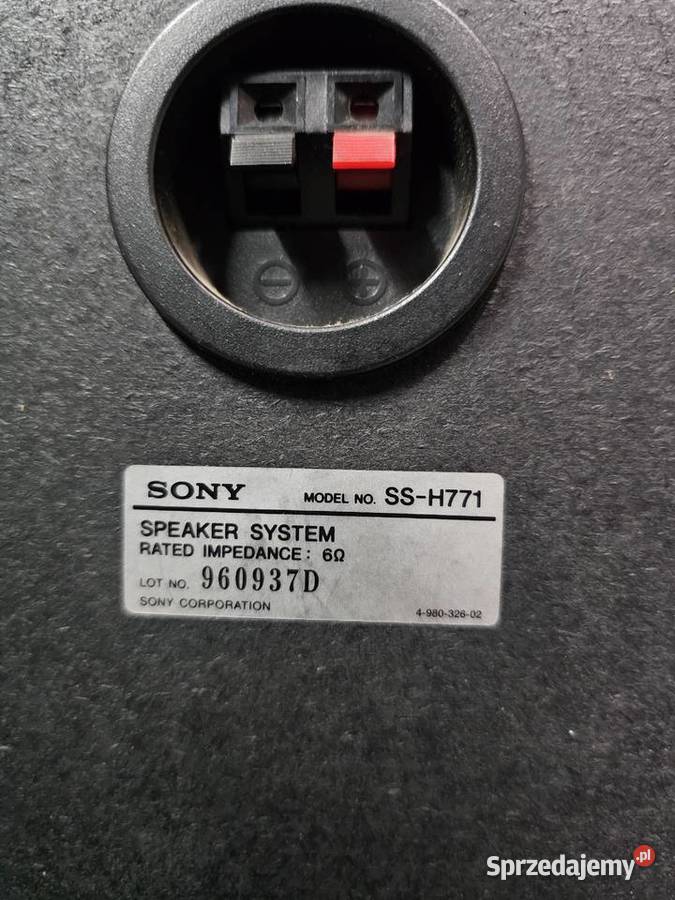 SONY MODEL NO. SS-H771
SPEAKER SYSTEM
RATED IMPEDANCE: 6Ω
LOT NO. 960937D
SONY CORPORATION 4-980-326-02
Sprzedajemy.pl